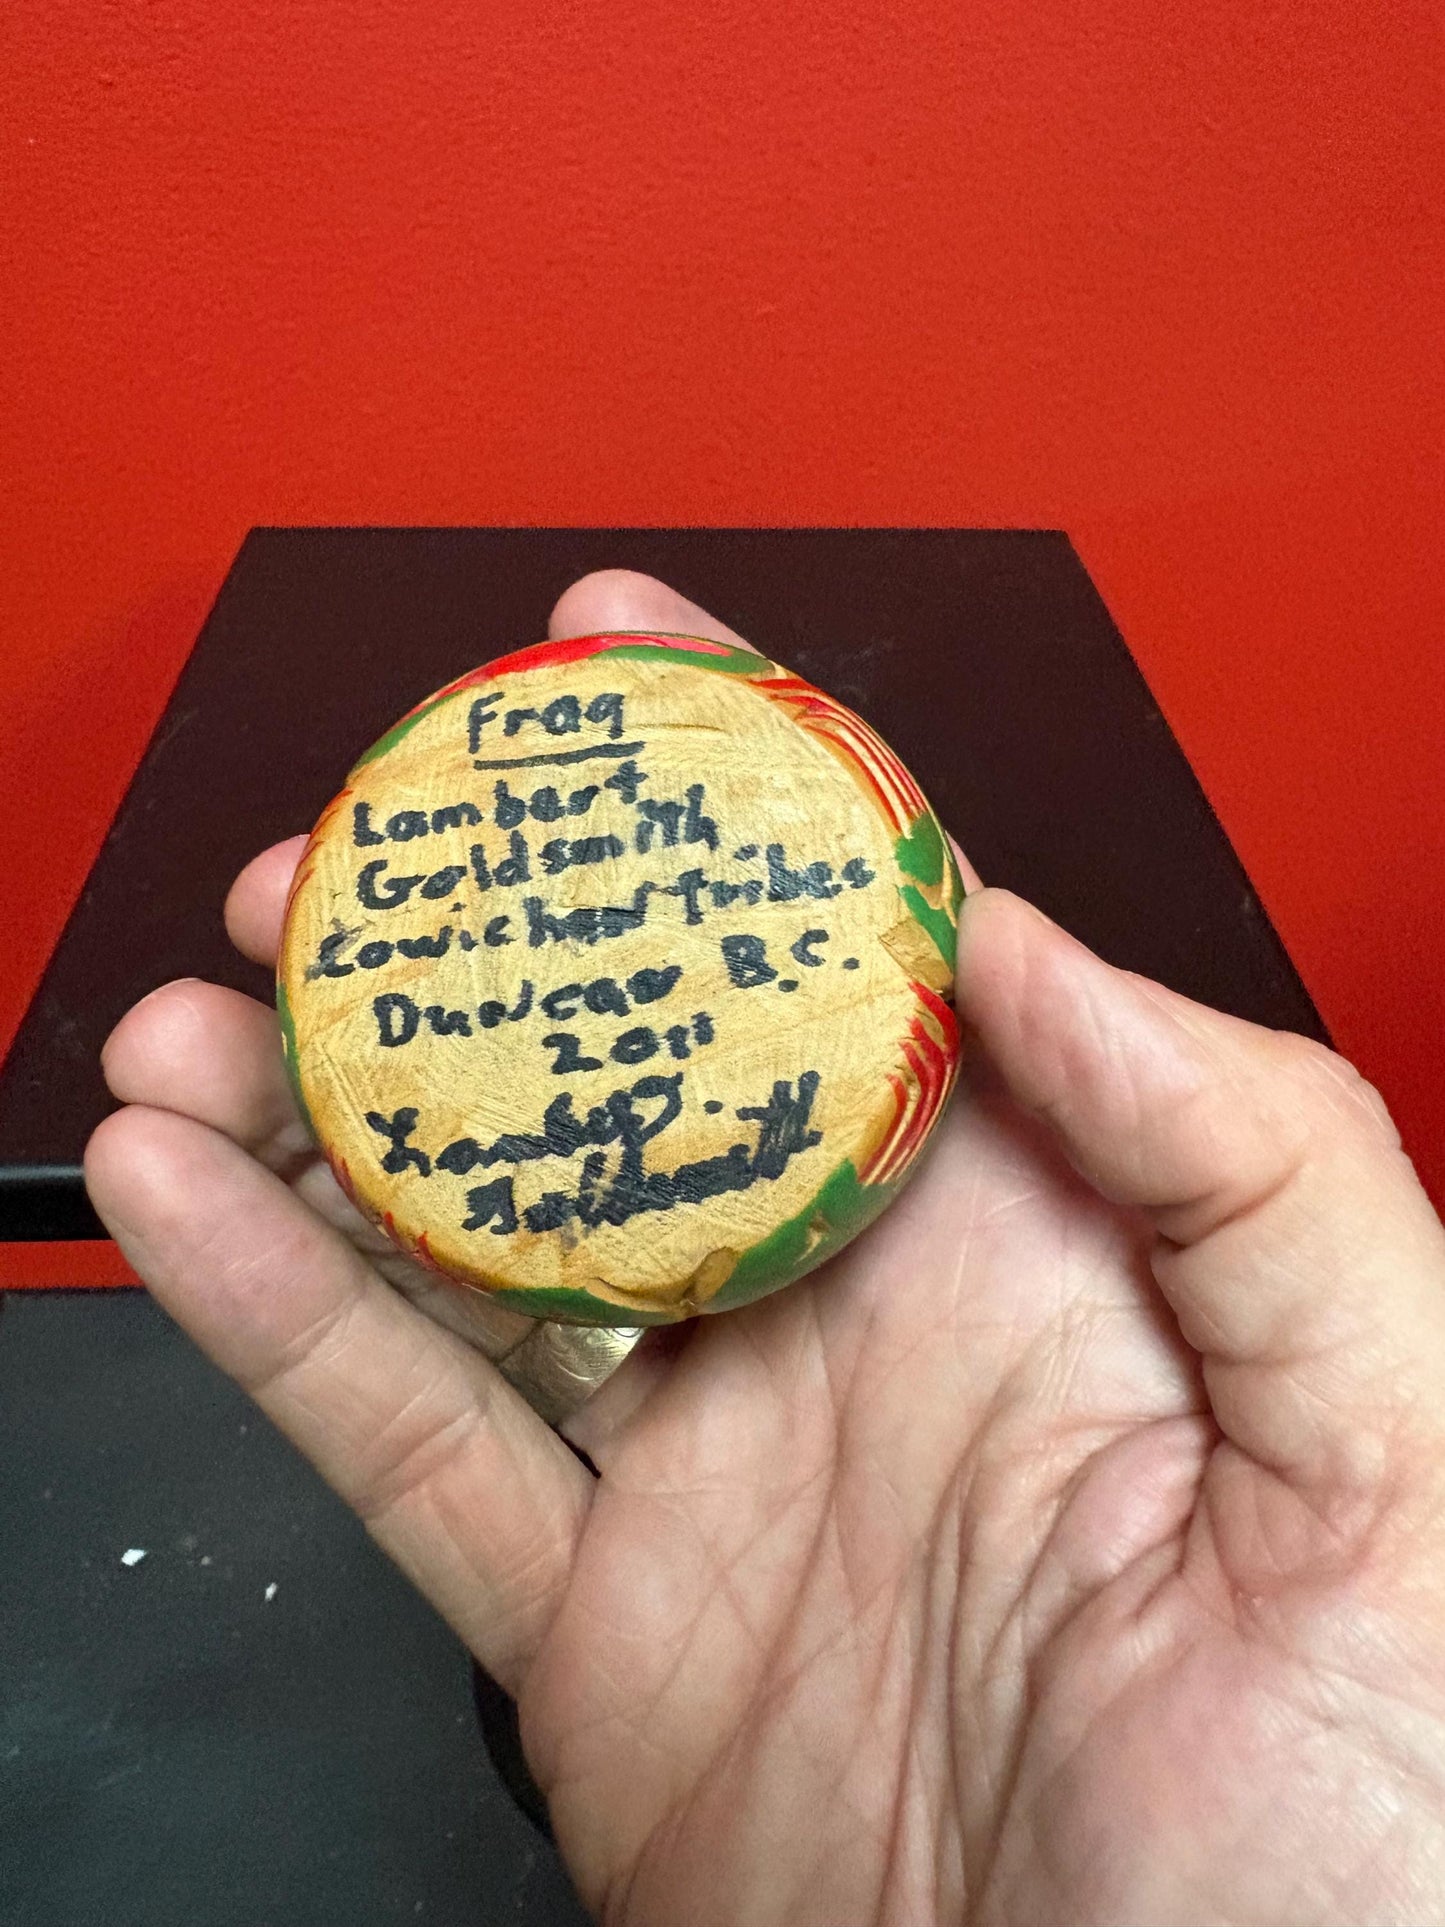 Frog
Lambert
Goldsmith
Cowichan tribes
Duncan B.C.
2011